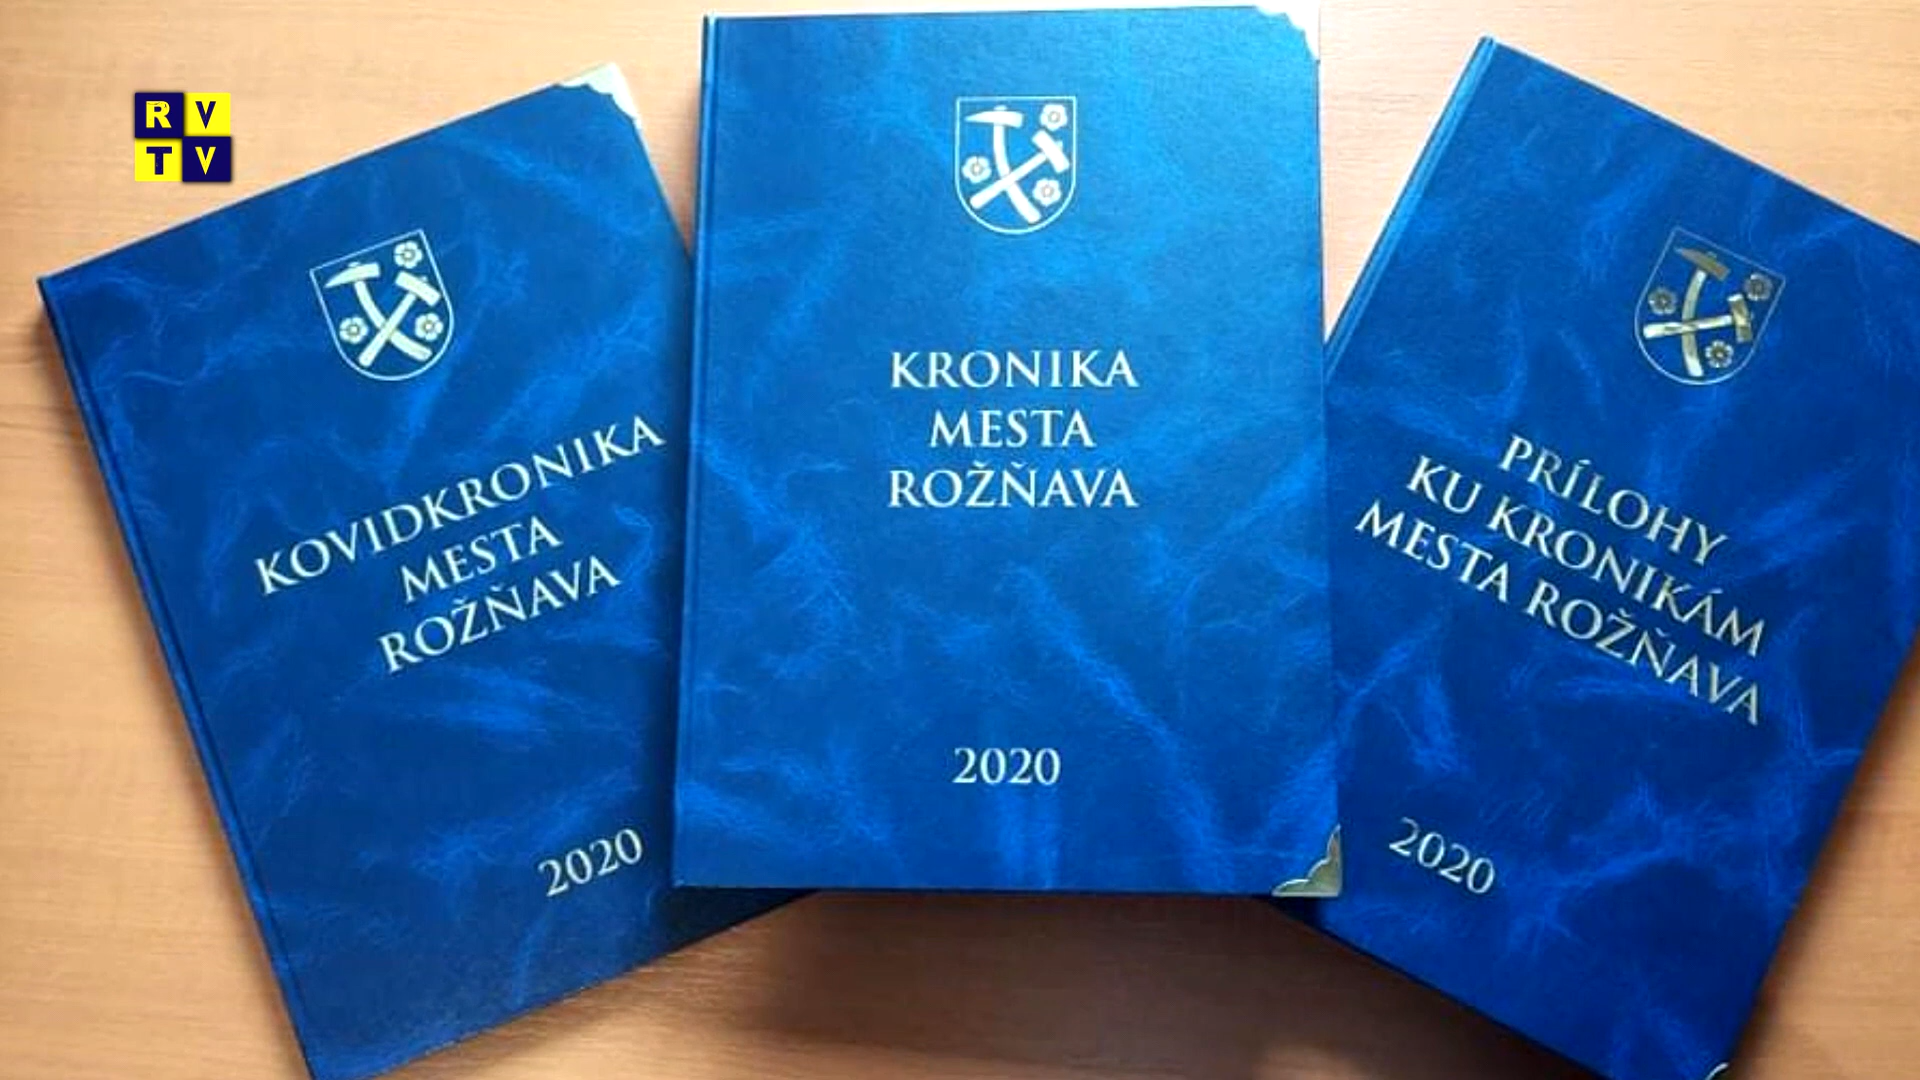 RV
TV
KOVIDKRONIKA
MESTA
ROŽŇAVA
2020
KRONIKA
MESTA
ROŽŇAVA
2020
PRÍLOHY
KU KRONIKÁM
MESTA ROŽŇAVA
2020